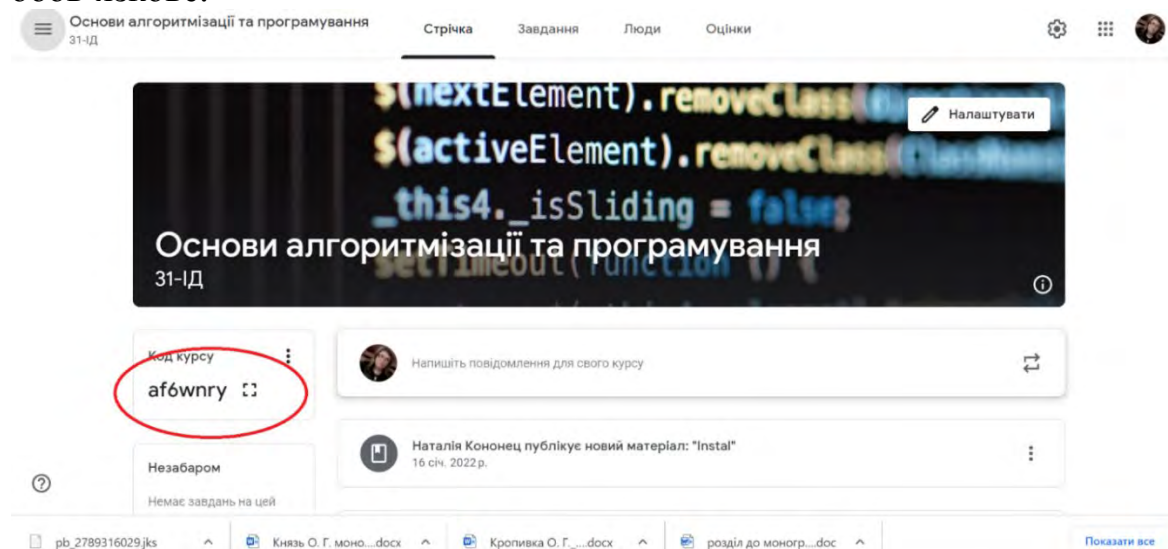 Основи алгоритмізації та програмування
31-ІД
Стрічка Завдання Люди Оцінки
$(nextElement).removeClass(
Налаштувати
$(activeElement).removeClass(
_this4._isSliding = false;
Основи алгоритмізації та програмування
setTimeout(function () {
31-ІД
Код курсу
af6wnry
Напишіть повідомлення для свого курсу
Наталія Кононец публікує новий матеріал: "Instal"
16 січ. 2022 р.
Незабаром
Немає завдань на цей
pb_2789316029.jks
Князь О. Г. моно....docx
Кропивка О. Г._....docx
розділ до моногр....doc
Показати все